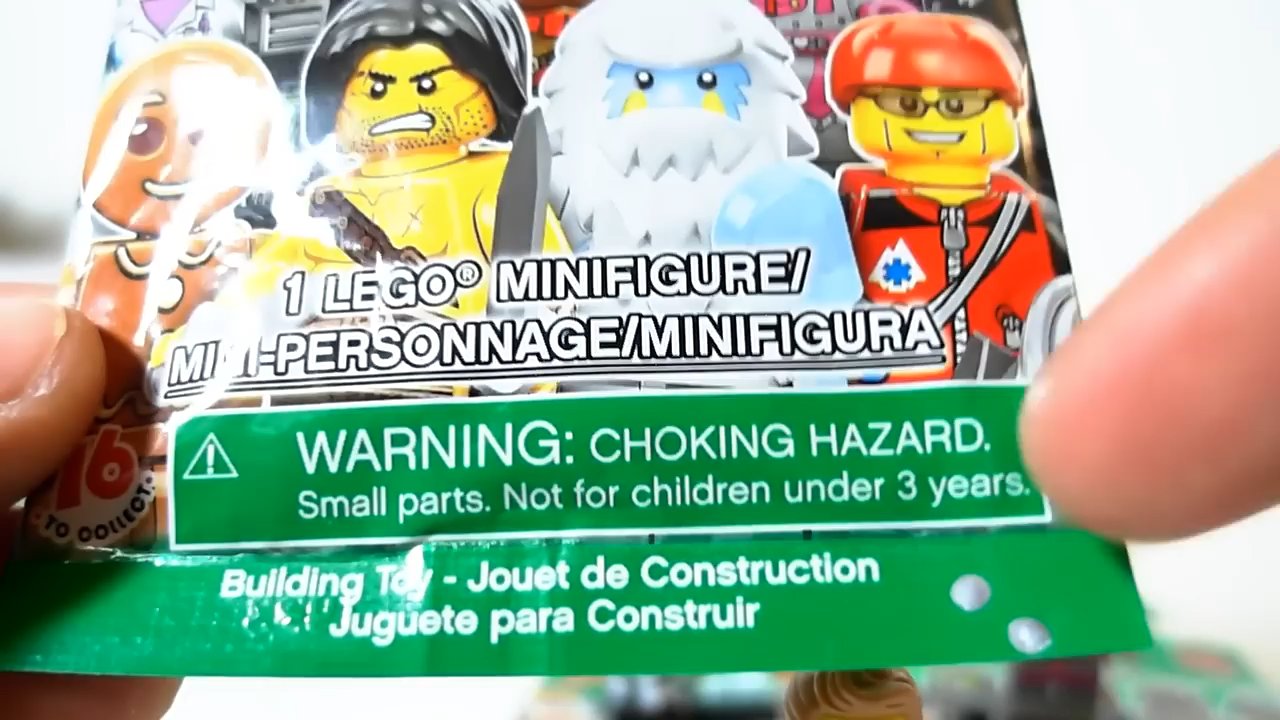 1 LEGO® MINIFIGURE/
MINI-PERSONNAGE/MINIFIGURA
16
TO COLLECT.
WARNING: CHOKING HAZARD.
Small parts. Not for children under 3 years.
Building Toy - Jouet de Construction
Juguete para Construir